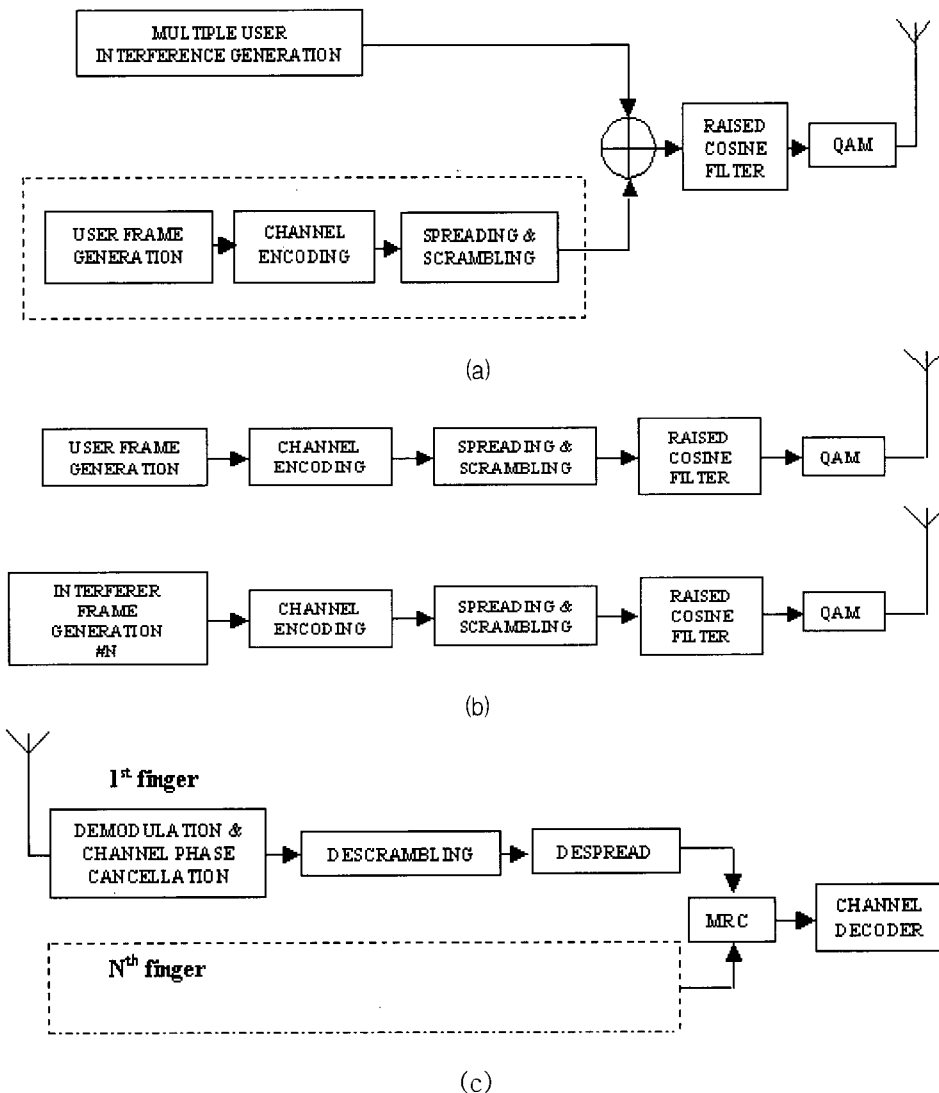 MULTIPLE USER
INTERFERENCE GENERATION
RAISED
COSINE
FILTER
QAM
USER FRAME
GENERATION
CHANNEL
ENCODING
SPREADING &
SCRAMBLING
(a)
USER FRAME
GENERATION
CHANNEL
ENCODING
SPREADING &
SCRAMBLING
RAISED
COSINE
FILTER
QAM
INTERFERER
FRAME
GENERATION
#N
CHANNEL
ENCODING
SPREADING &
SCRAMBLING
RAISED
COSINE
FILTER
QAM
(b)
1st finger
DEMODULATION &
CHANNEL PHASE
CANCELLATION
DESCRAMBLING
DESPREAD
MRC
CHANNEL
DECODER
Nth finger
(c)